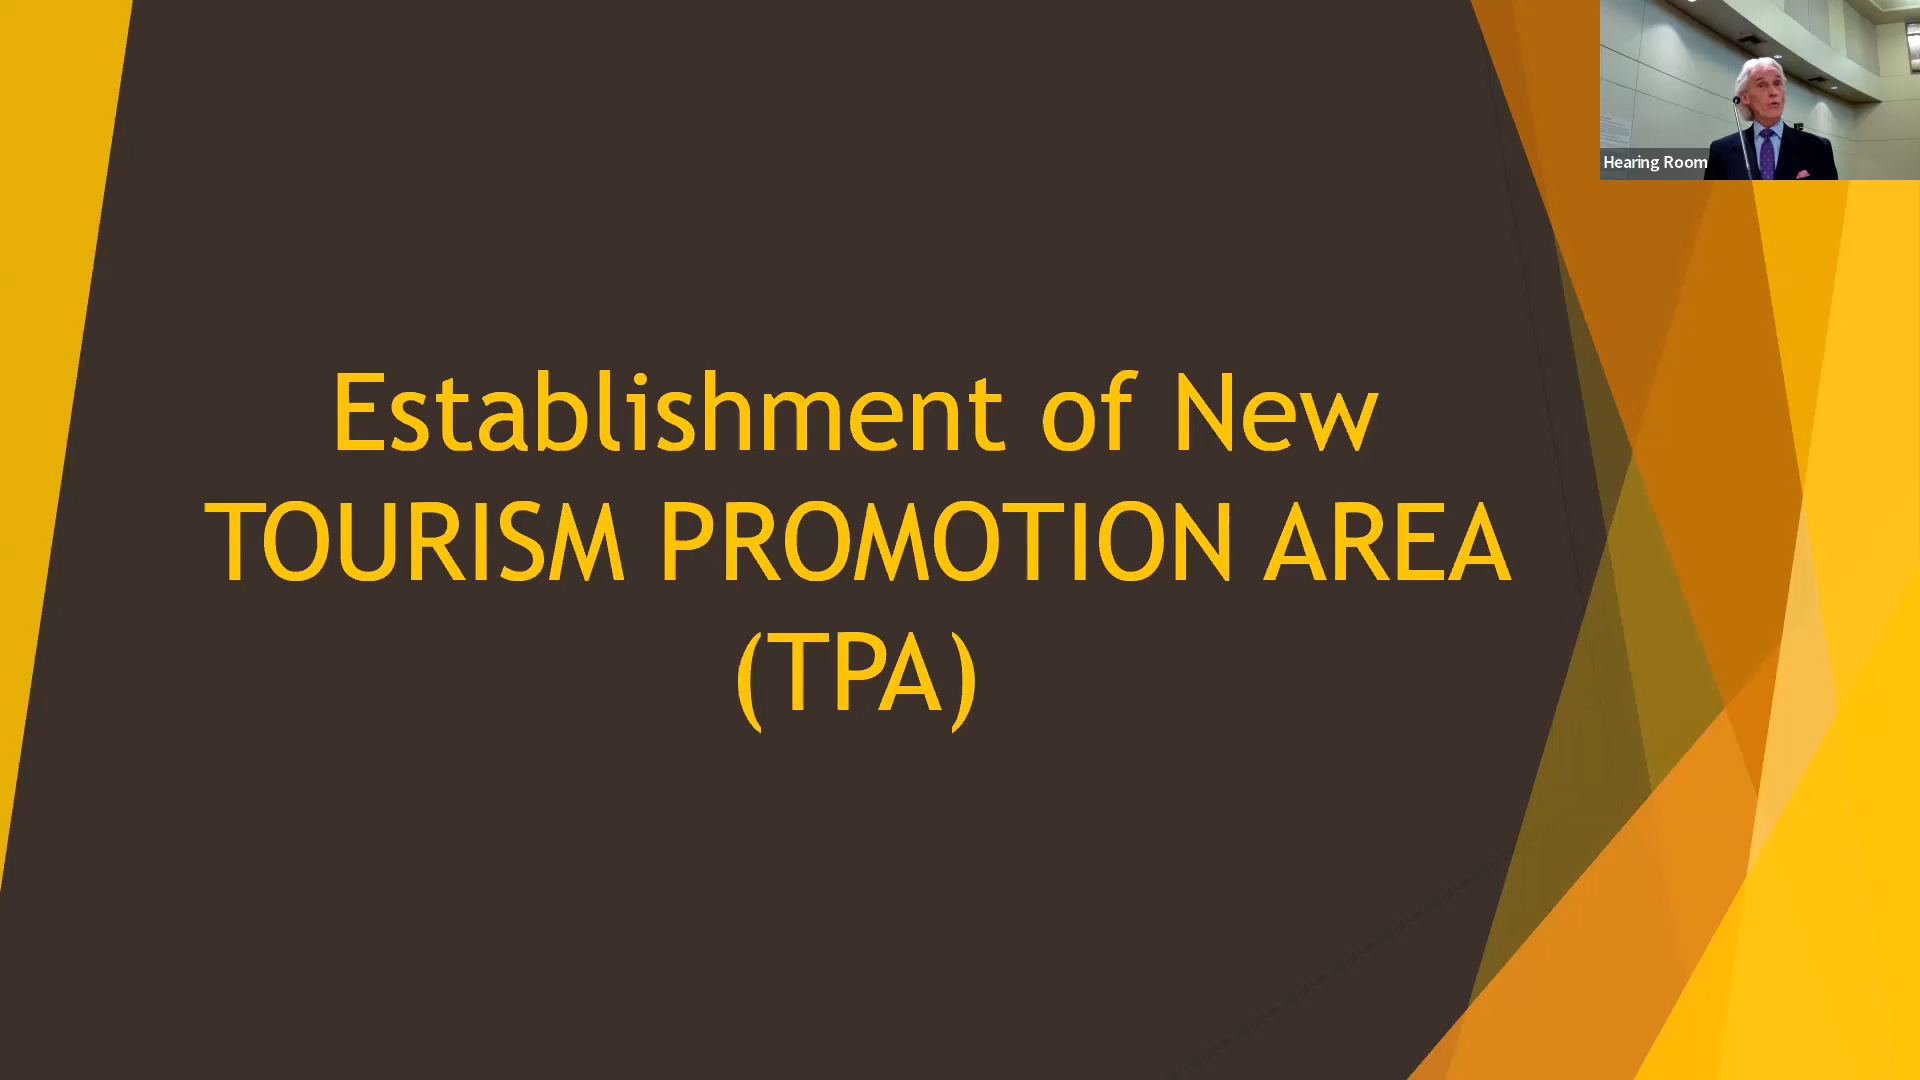 Establishment of New
TOURISM PROMOTION AREA
(TPA)
Hearing Room